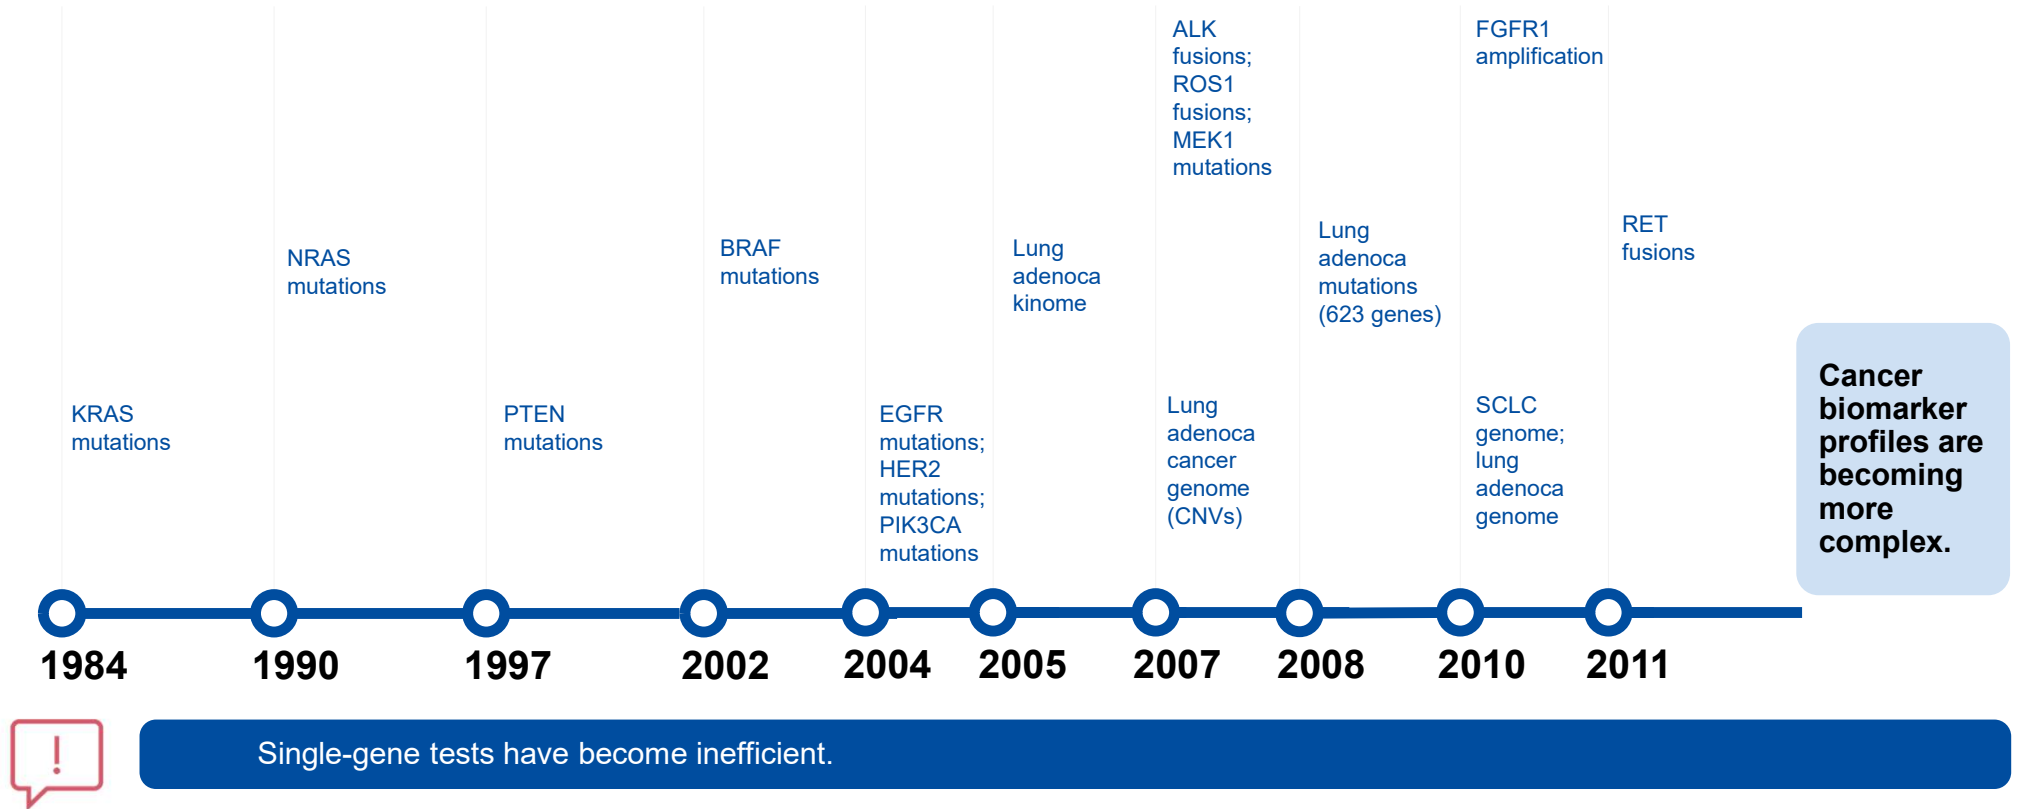 KRAS
mutations
NRAS
mutations
PTEN
mutations
BRAF
mutations
EGFR
mutations;
HER2
mutations;
PIK3CA
mutations
Lung
adenoca
kinome
ALK
fusions;
ROS1
fusions;
MEK1
mutations
Lung
adenoca
cancer
genome
(CNVs)
Lung
adenoca
mutations
(623 genes)
FGFR1
amplification
SCLC
genome;
lung
adenoca
genome
RET
fusions
Cancer
biomarker
profiles are
becoming
more
complex.
1984
1990
1997
2002
2004
2005
2007
2008
2010
2011
!
Single-gene tests have become inefficient.